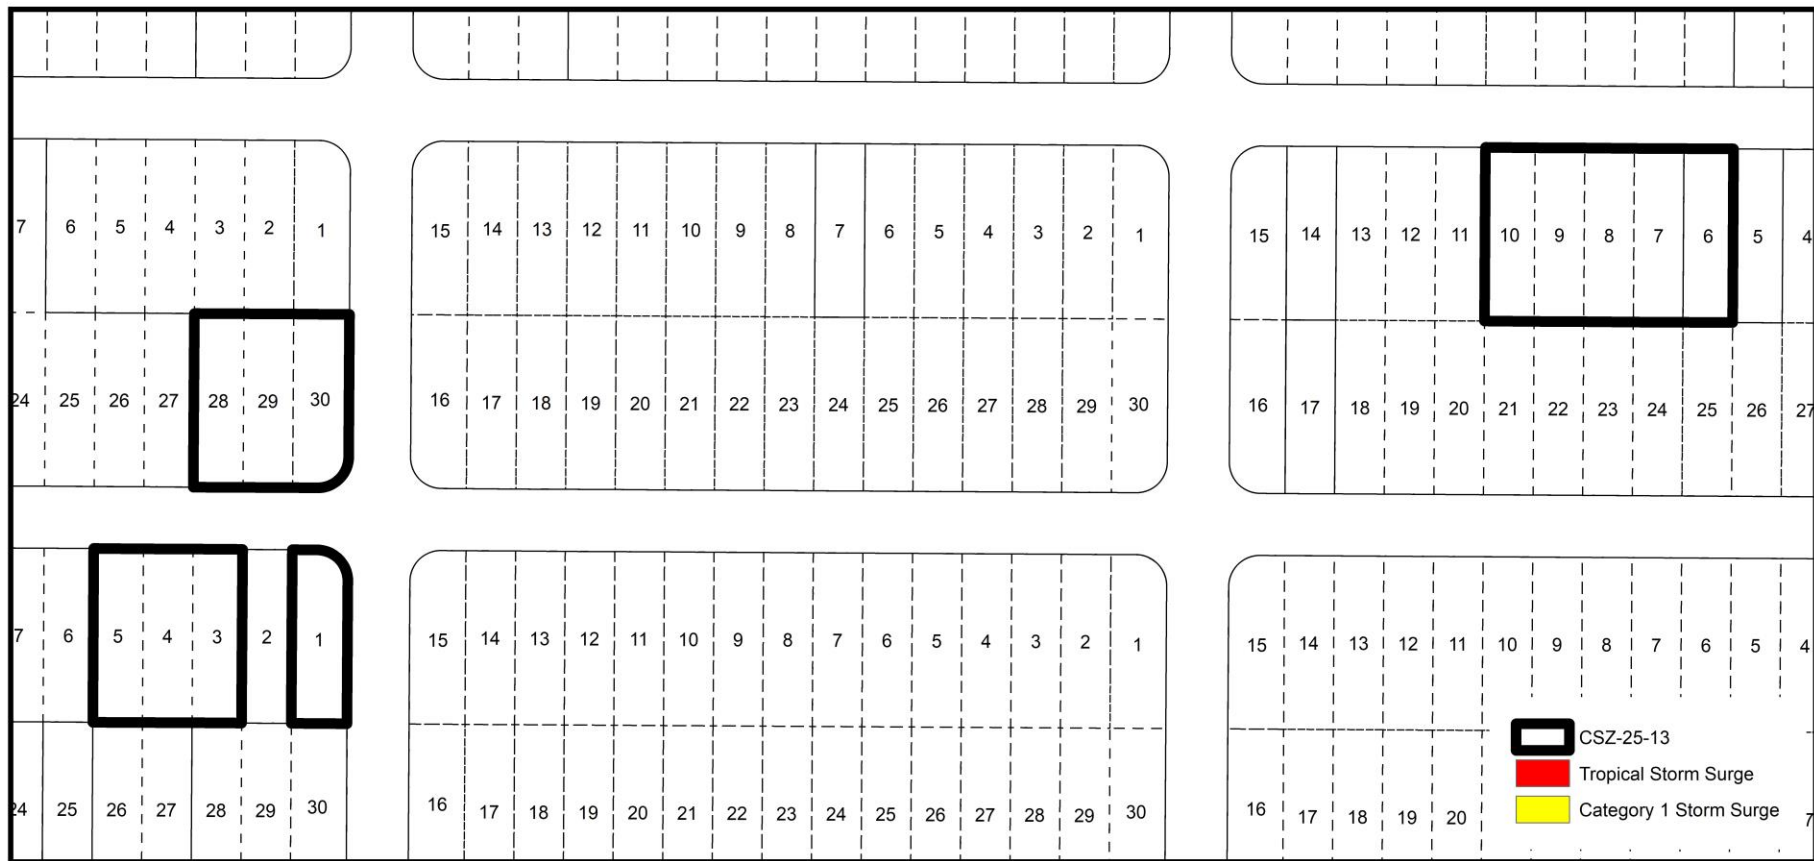 7 6 5 4 3 2 1 15 14 13 12 11 10 9 8 7 6 5 4 3 2 1 15 14 13 12 11 10 9 8 7 6 5 4
24 25 26 27 28 29 30 16 17 18 19 20 21 22 23 24 25 26 27 28 29 30 16 17 18 19 20 21 22 23 24 25 26 27
7 6 5 4 3 2 1 15 14 13 12 11 10 9 8 7 6 5 4 3 2 1 15 14 13 12 11 10 9 8 7 6 5 4
CSZ-25-13
Tropical Storm Surge
Category 1 Storm Surge
24 25 26 27 28 29 30 16 17 18 19 20 21 22 23 24 25 26 27 28 29 30 16 17 18 19 20 7